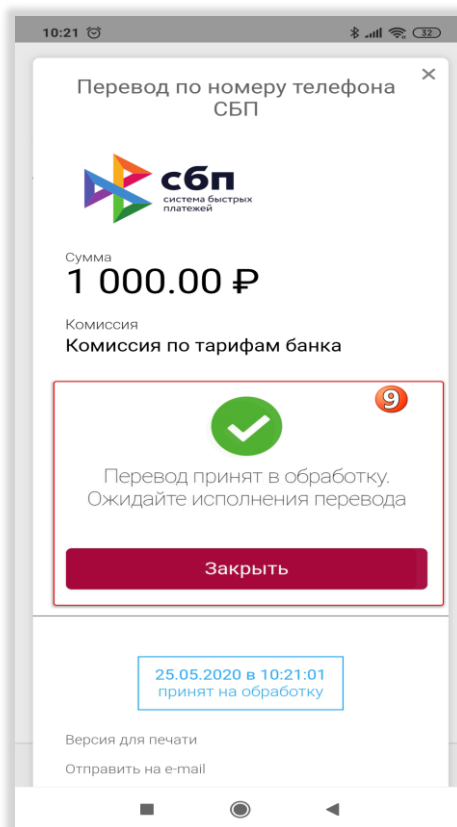 10:21
32
Перевод по номеру телефона
СБП
сбп
система быстрых
платежей
Сумма
1 000.00 ₽
Комиссия
Комиссия по тарифам банка
9
Перевод принят в обработку.
Ожидайте исполнения перевода
Закрыть
25.05.2020 в 10:21:01
принят на обработку
Версия для печати
Отправить на e-mail